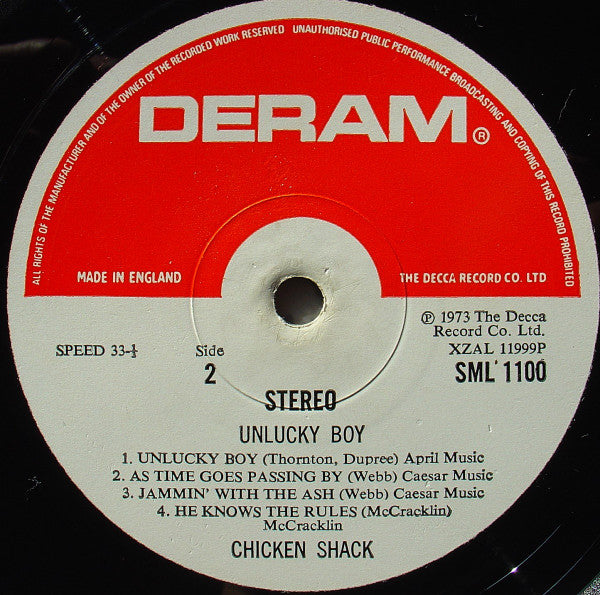 ALL RIGHTS OF THE MANUFACTURER AND OF THE OWNER OF THE RECORDED WORK RESERVED UNAUTHORISED PUBLIC PERFORMANCE BROADCASTING AND COPYING OF THIS RECORD PROHIBITED
DERAM®
MADE IN ENGLAND
THE DECCA RECORD CO. LTD
℗ 1973 The Decca
Record Co. Ltd.
SPEED 33-⅓
Side
XZAL 11999P
2
SML 1100
STEREO
UNLUCKY BOY
1. UNLUCKY BOY (Thornton, Dupree) April Music
2. AS TIME GOES PASSING BY (Webb) Caesar Music
3. JAMMIN' WITH THE ASH (Webb) Caesar Music
4. HE KNOWS THE RULES (McCracklin)
McCracklin
CHICKEN SHACK